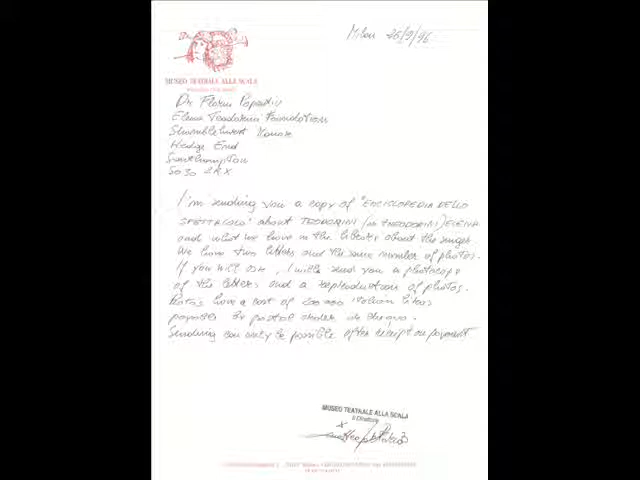 Milan 26/9/96
MUSEO TEATRALE ALLA SCALA
Dr Florin
Elena Teodorini Foundation
House
Hedge End
Southampton
SO30
I'm sending you a copy of "ENCICLOPEDIA DELLO
SPETTACOLO" about TEODORINI (or THEODORINI) ELENA
and what we have in the library about the singer.
We have two letters and the same number of photos.
If you will ask, I will send you a photocopy
of the letters and a reproduction of photos.
Photos have a cost of italian liras
payable by postal order or cheque.
Sending can only be possible after receipt payment
MUSEO TEATRALE ALLA SCALA
Il Direttore